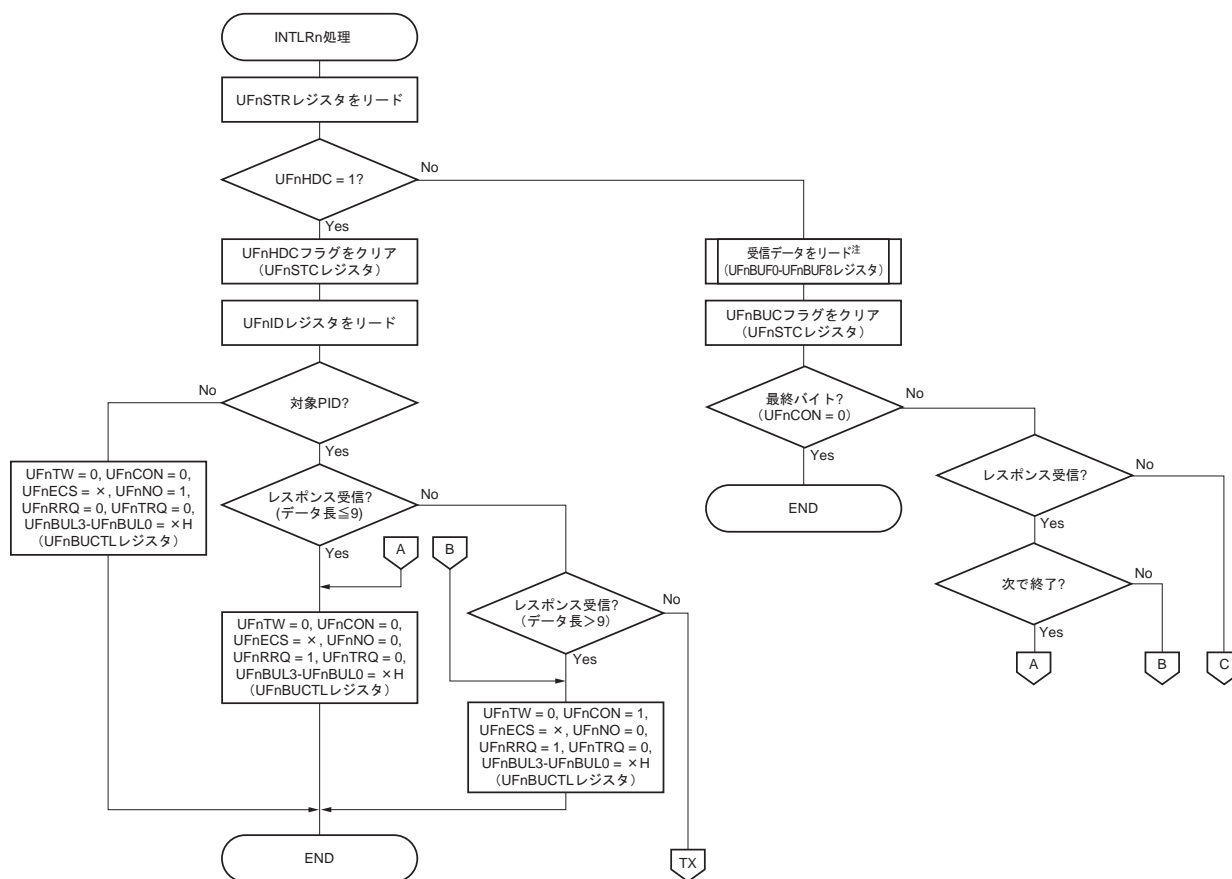 INTLRn処理
UFnSTRレジスタをリード
UFnHDC = 1?
No
Yes
UFnHDCフラグをクリア
（UFnSTCレジスタ）
UFnIDレジスタをリード
対象PID?
No
Yes
UFnTW = 0, UFnCON = 0,
UFnECS = ×, UFnNO = 1,
UFnRRQ = 0, UFnTRQ = 0,
UFnBUL3-UFnBUL0 = ×H
（UFnBUCTLレジスタ）
レスポンス受信?
(データ長≦9)
No
Yes
A
B
UFnTW = 0, UFnCON = 0,
UFnECS = ×, UFnNO = 0,
UFnRRQ = 1, UFnTRQ = 0,
UFnBUL3-UFnBUL0 = ×H
（UFnBUCTLレジスタ）
レスポンス受信?
（データ長＞9）
No
Yes
UFnTW = 0, UFnCON = 1,
UFnECS = ×, UFnNO = 0,
UFnRRQ = 1, UFnTRQ = 0,
UFnBUL3-UFnBUL0 = ×H
（UFnBUCTLレジスタ）
END
TX
受信データをリード注
（UFnBUF0-UFnBUF8レジスタ）
UFnBUCフラグをクリア
（UFnSTCレジスタ）
最終バイト?
（UFnCON = 0）
No
Yes
END
レスポンス受信?
No
Yes
次で終了?
No
Yes
A
B
C